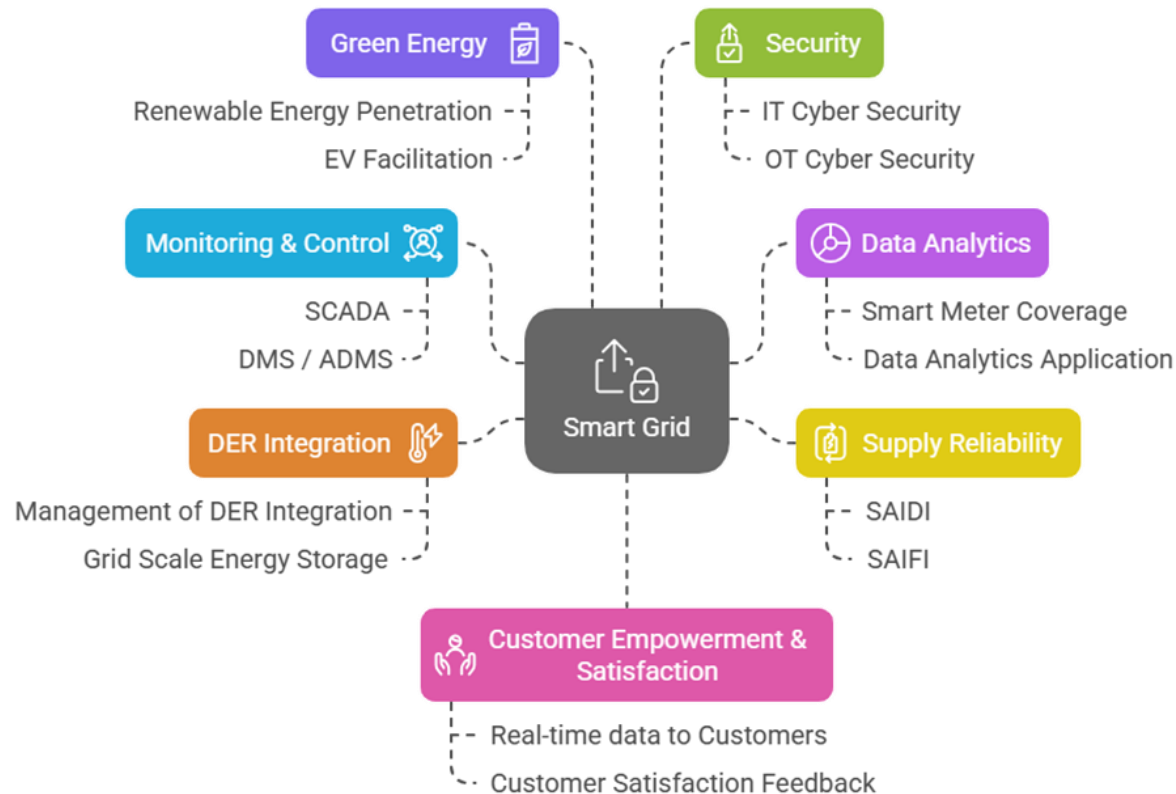 Green Energy
Renewable Energy Penetration
EV Facilitation
Security
IT Cyber Security
OT Cyber Security
Monitoring & Control
SCADA
DMS / ADMS
Data Analytics
Smart Meter Coverage
Data Analytics Application
Smart Grid
DER Integration
Management of DER Integration
Grid Scale Energy Storage
Supply Reliability
SAIDI
SAIFI
Customer Empowerment &
Satisfaction
Real-time data to Customers
Customer Satisfaction Feedback